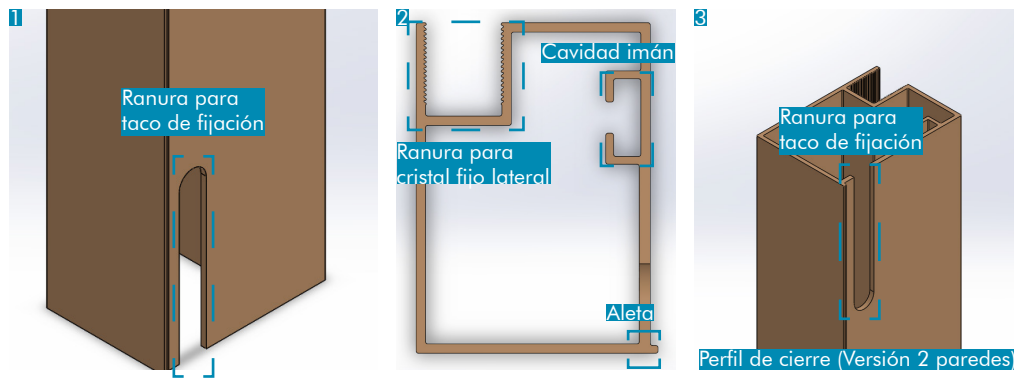 1
Ranura para
taco de fijación
2
Cavidad imán
Ranura para
cristal fijo lateral
Aleta
3
Ranura para
taco de fijación
Perfil de cierre (Versión 2 paredes)